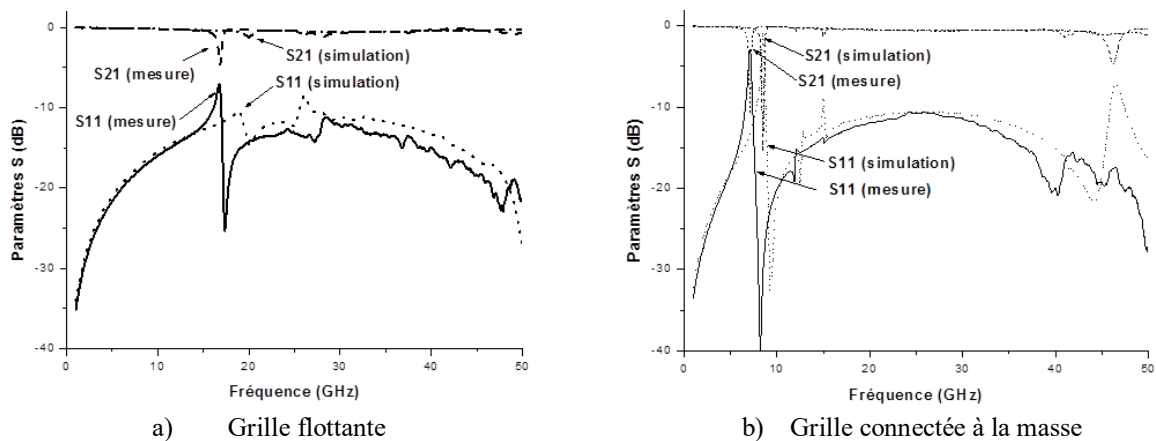 0
-10
-20
-30
-40
Paramètres S (dB)
S21 (mesure)
S21 (simulation)
S11 (simulation)
S11 (mesure)
0 10 20 30 40 50
Fréquence (GHz)
a) Grille flottante
0
-10
-20
-30
-40
Paramètres S (dB)
S21 (simulation)
S21 (mesure)
S11 (simulation)
S11 (mesure)
0 10 20 30 40 50
Fréquence (GHz)
b) Grille connectée à la masse